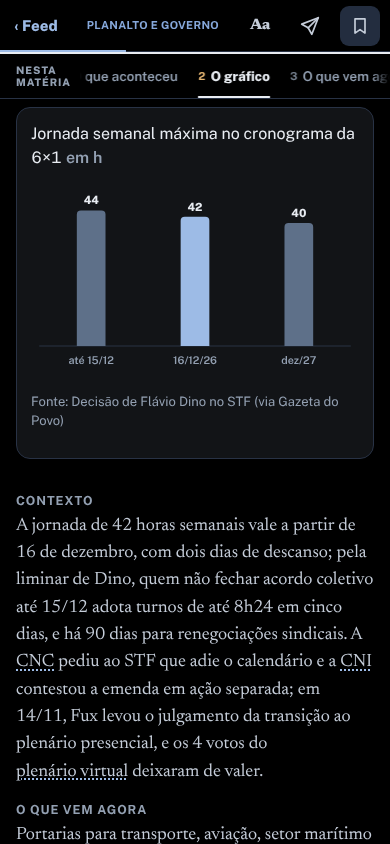 ‹ Feed
PLANALTO E GOVERNO
Aa
NESTA
MATÉRIA
que aconteceu
2 O gráfico
3 O que vem ag
Jornada semanal máxima no cronograma da
6×1 em h
44
42
40
até 15/12
16/12/26
dez/27
Fonte: Decisão de Flávio Dino no STF (via Gazeta do
Povo)
CONTEXTO
A jornada de 42 horas semanais vale a partir de
16 de dezembro, com dois dias de descanso; pela
liminar de Dino, quem não fechar acordo coletivo
até 15/12 adota turnos de até 8h24 em cinco
dias, e há 90 dias para renegociações sindicais. A
CNC pediu ao STF que adie o calendário e a CNI
contestou a emenda em ação separada; em
14/11, Fux levou o julgamento da transição ao
plenário presencial, e os 4 votos do
plenário virtual deixaram de valer.
O QUE VEM AGORA
Portarias para transporte, aviação, setor marítimo